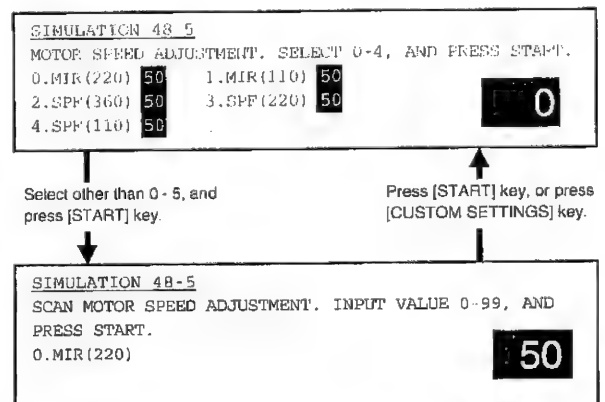 SIMULATION 48 5
MOTOR SPEED ADJUSTMENT. SELECT 0-4, AND PRESS START.
0.MIR(220) 50 1.MIR(110) 50
2.SPF(360) 50 3.SPF(220) 50
4.SPF(110) 50
0
Select other than 0 - 5, and
press [START] key.
Press [START] key, or press
[CUSTOM SETTINGS] key.
SIMULATION 48-5
SCAN MOTOR SPEED ADJUSTMENT. INPUT VALUE 0-99, AND
PRESS START.
0.MIR(220)
50